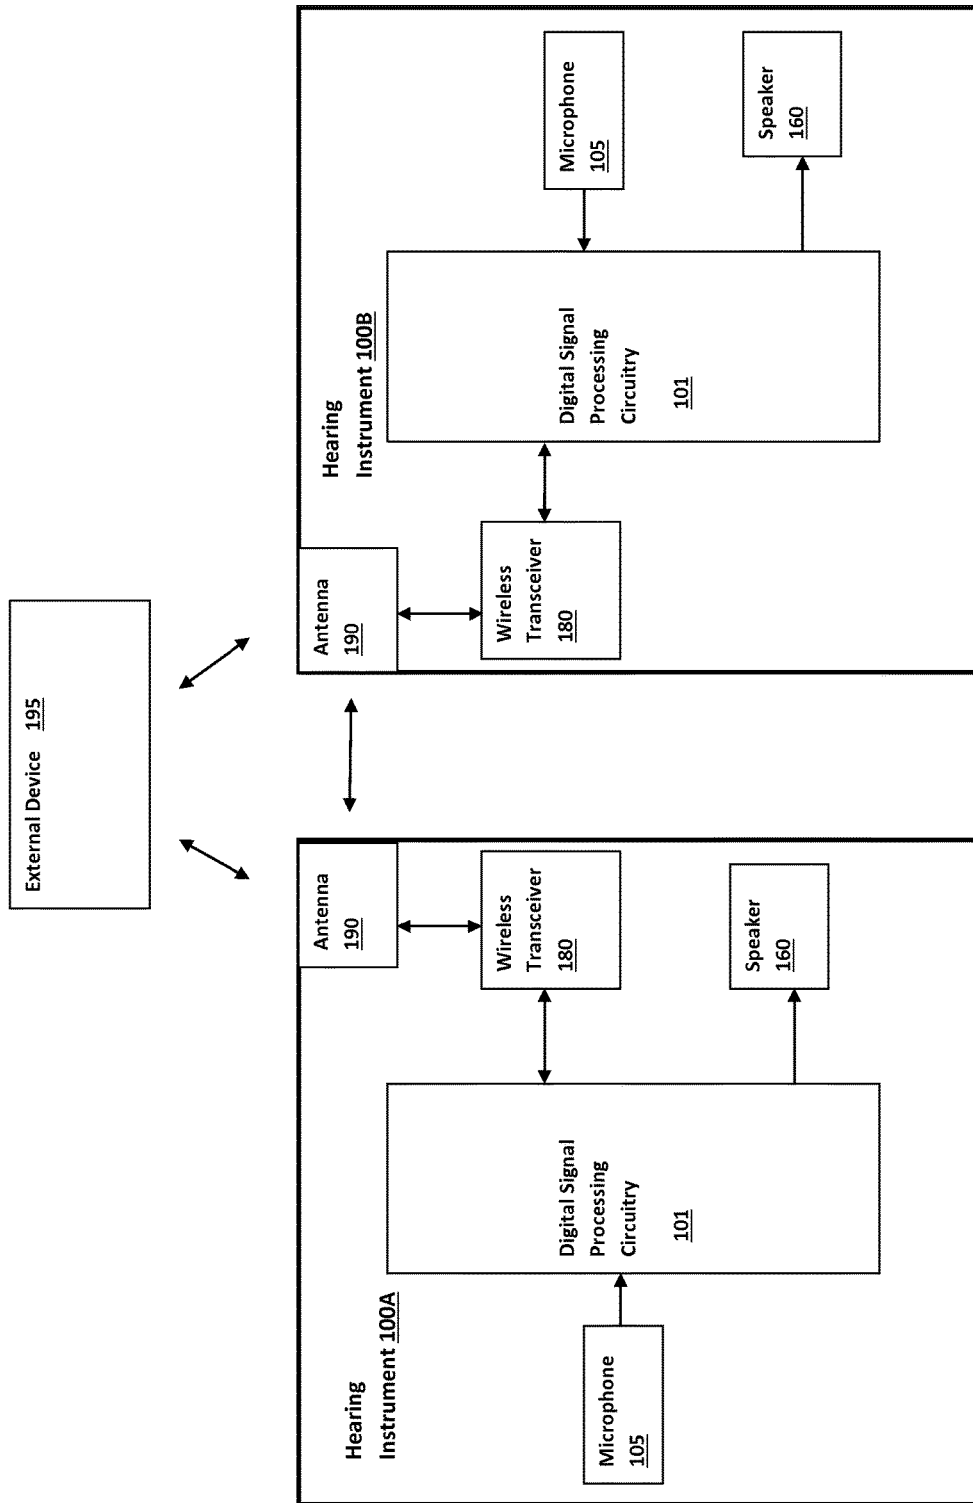 External Device 195
Hearing
Instrument 100A
Antenna
190
Wireless
Transceiver
180
Digital Signal
Processing
Circuitry
101
Microphone
105
Speaker
160
Hearing
Instrument 100B
Antenna
190
Wireless
Transceiver
180
Digital Signal
Processing
Circuitry
101
Microphone
105
Speaker
160